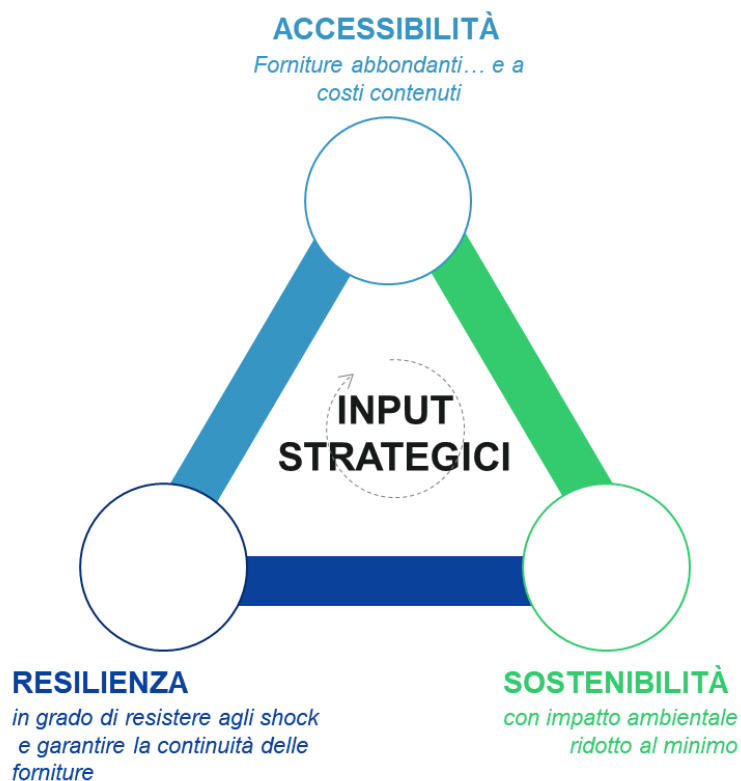 ACCESSIBILITÀ
Forniture abbondanti… e a
costi contenuti
INPUT
STRATEGICI
RESILIENZA
in grado di resistere agli shock
e garantire la continuità delle
forniture
SOSTENIBILITÀ
con impatto ambientale
ridotto al minimo